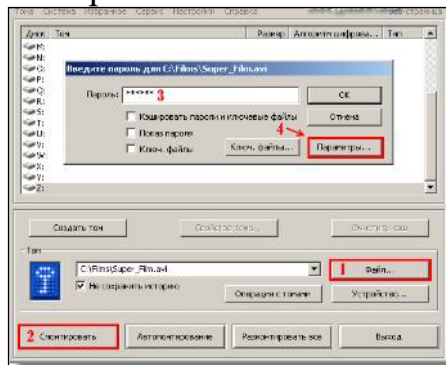 Тома Система Избранное Сервис Настройки Справка
Диск Том Размер Алгоритм шифрова... Тип
M:
N:
O:
P:
Q:
R:
S:
T:
U:
V:
W:
X:
Y:
Z:
Введите пароль для C:\Films\Super_Film.avi
Пароль: ****** 3
OK
Кэшировать пароли и ключевые файлы
Отмена
Показ пароля
4
Ключ. файлы
Ключ. файлы...
Параметры...
Создать том
Свойства тома...
Очистить кэш
Том
C:\Films\Super_Film.avi
1 Файл...
Не сохранять историю
Операции с томами
Устройство...
2 Смонтировать
Автомонтирование
Размонтировать все
Выход